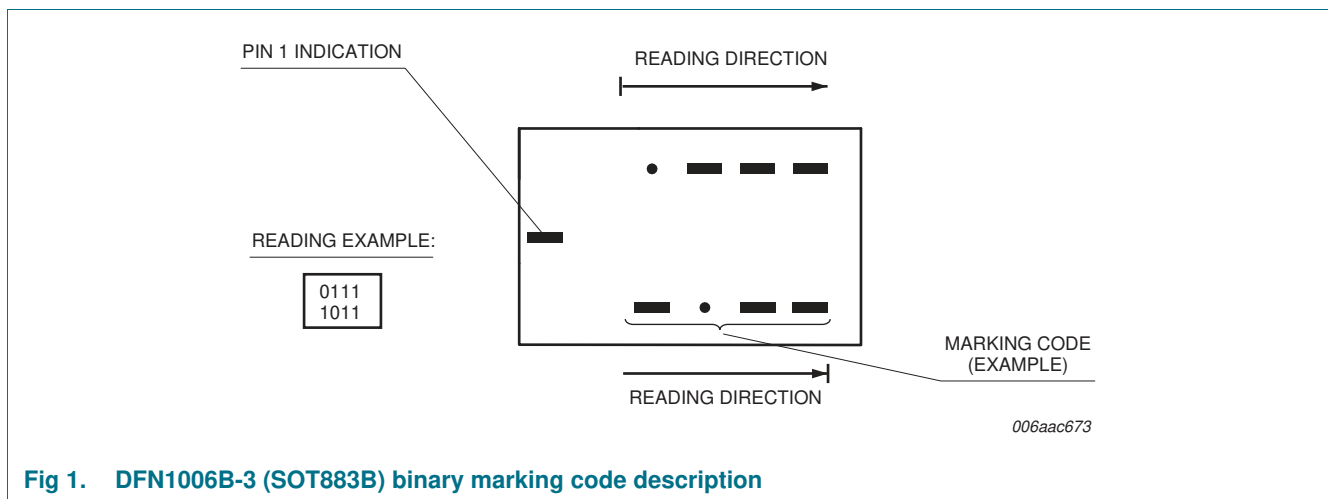 PIN 1 INDICATION
READING DIRECTION
READING EXAMPLE:
0111
1011
MARKING CODE
(EXAMPLE)
READING DIRECTION
006aac673
Fig 1. DFN1006B-3 (SOT883B) binary marking code description